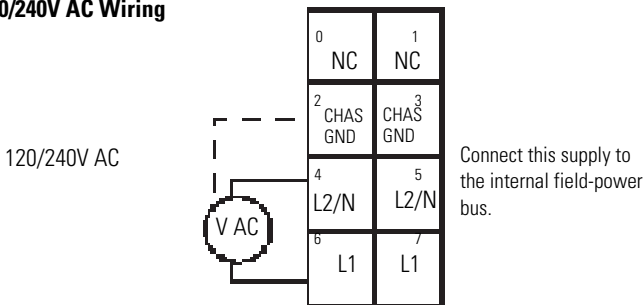 0/240V AC Wiring
0 1
NC NC
2 3
CHAS CHAS
GND GND
120/240V AC
Connect this supply to
the internal field-power
bus.
4 5
L2/N L2/N
V AC
6 7
L1 L1